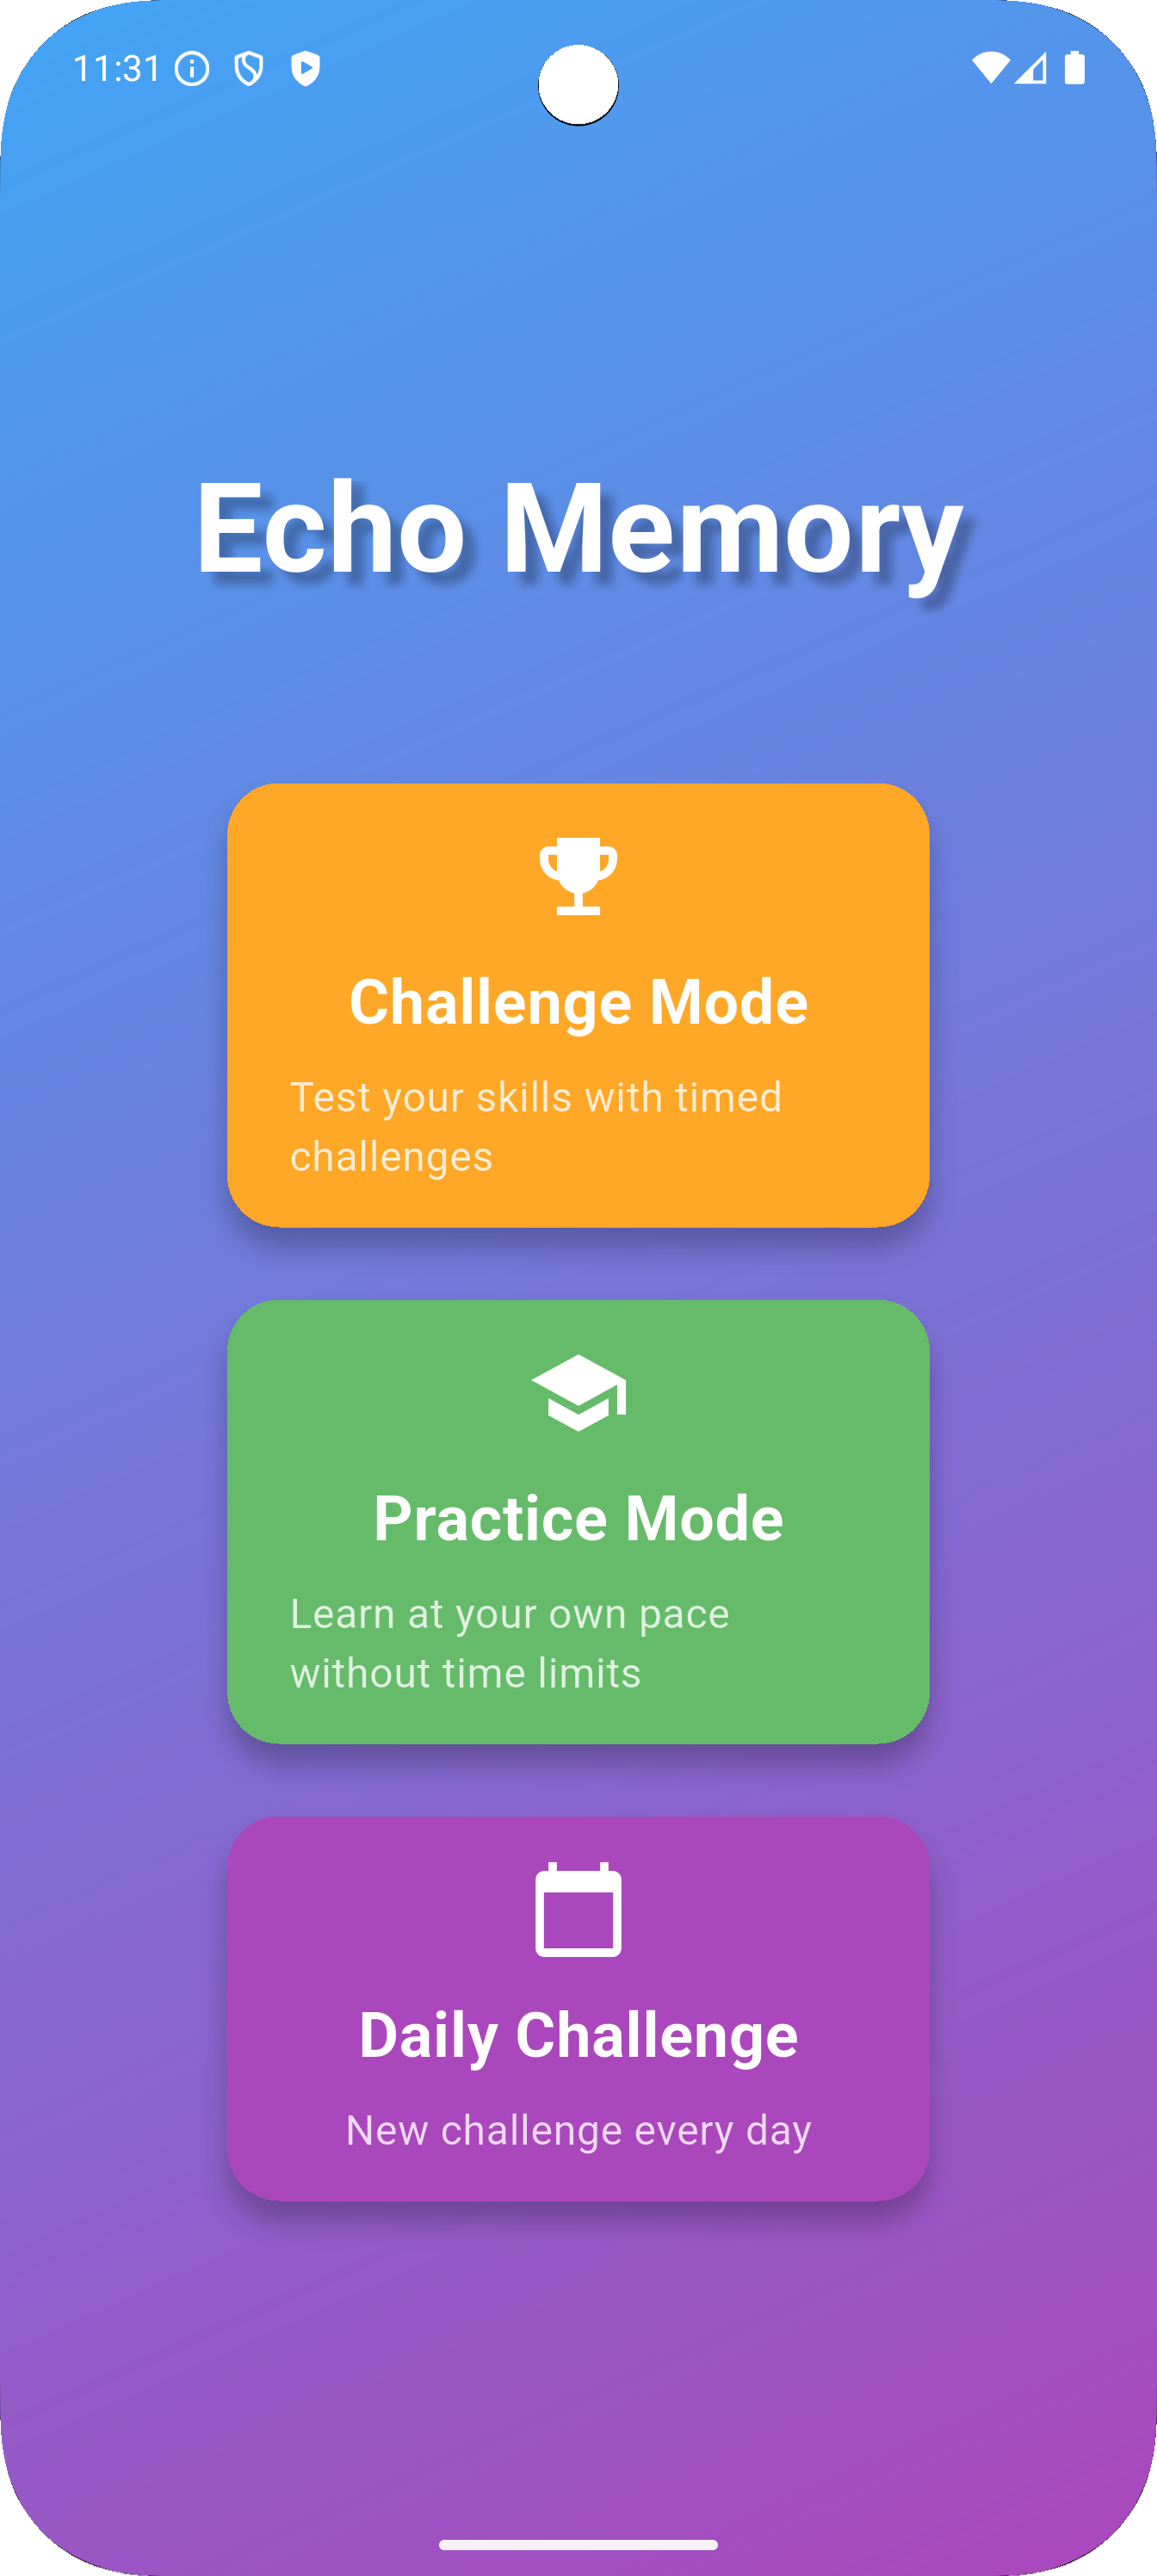 11:31
Echo Memory
Challenge Mode
Test your skills with timed
challenges
Practice Mode
Learn at your own pace
without time limits
Daily Challenge
New challenge every day